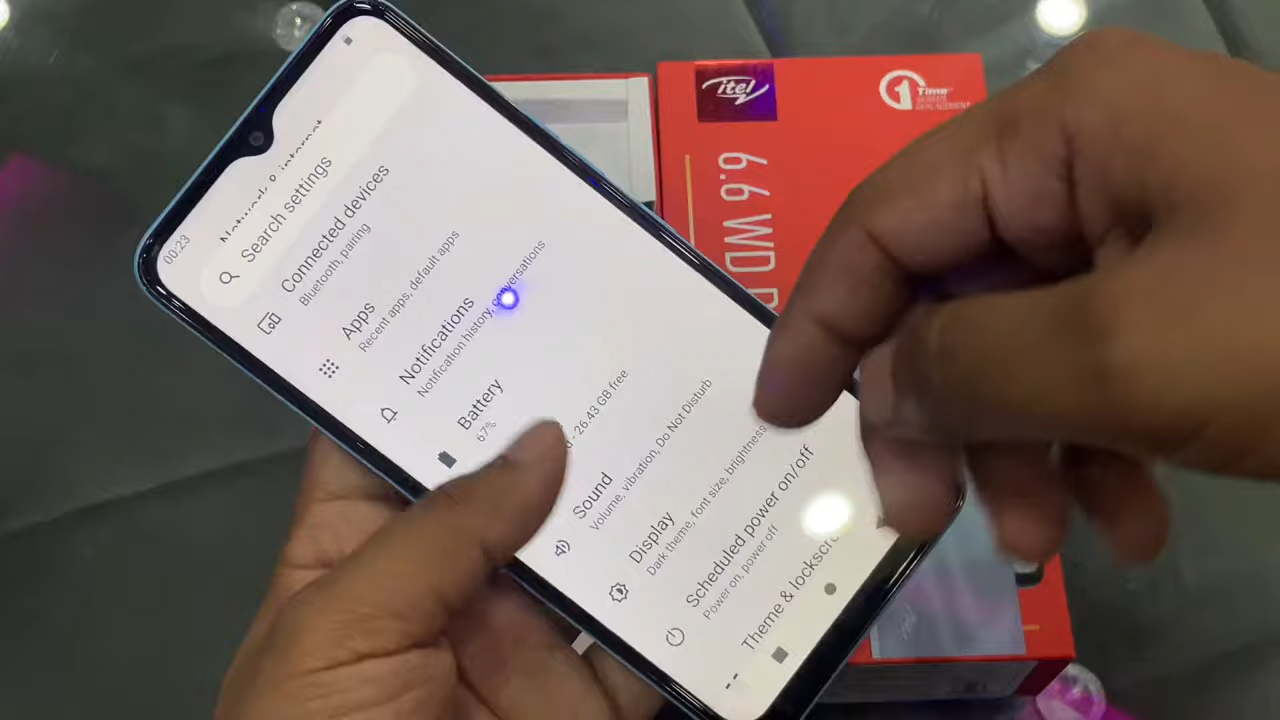 00:23
Search settings
Connected devices
Bluetooth, pairing
Apps
Recent apps, default apps
Notifications
Notification history, conversations
Battery
67%
- 26.43 GB free
Sound
Volume, vibration, Do Not Disturb
Display
Dark theme, font size, brightness
Scheduled power on/off
Power on, power off
Theme &
itel
1 Time
6.6 WD